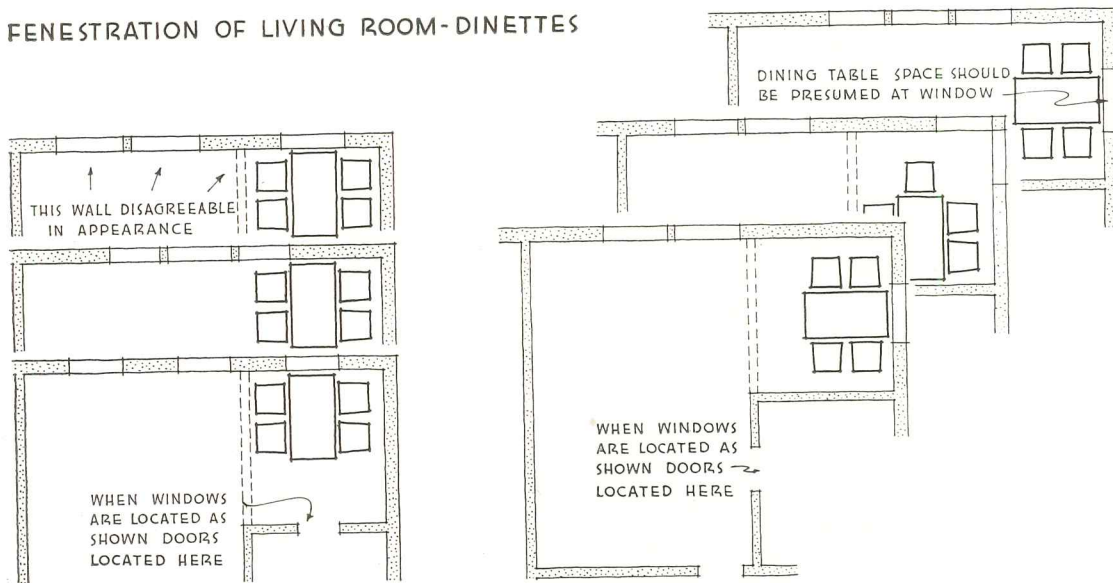 FENESTRATION OF LIVING ROOM-DINETTES
DINING TABLE SPACE SHOULD
BE PRESUMED AT WINDOW
THIS WALL DISAGREEABLE
IN APPEARANCE
WHEN WINDOWS
ARE LOCATED AS
SHOWN DOORS
LOCATED HERE
WHEN WINDOWS
ARE LOCATED AS
SHOWN DOORS
LOCATED HERE